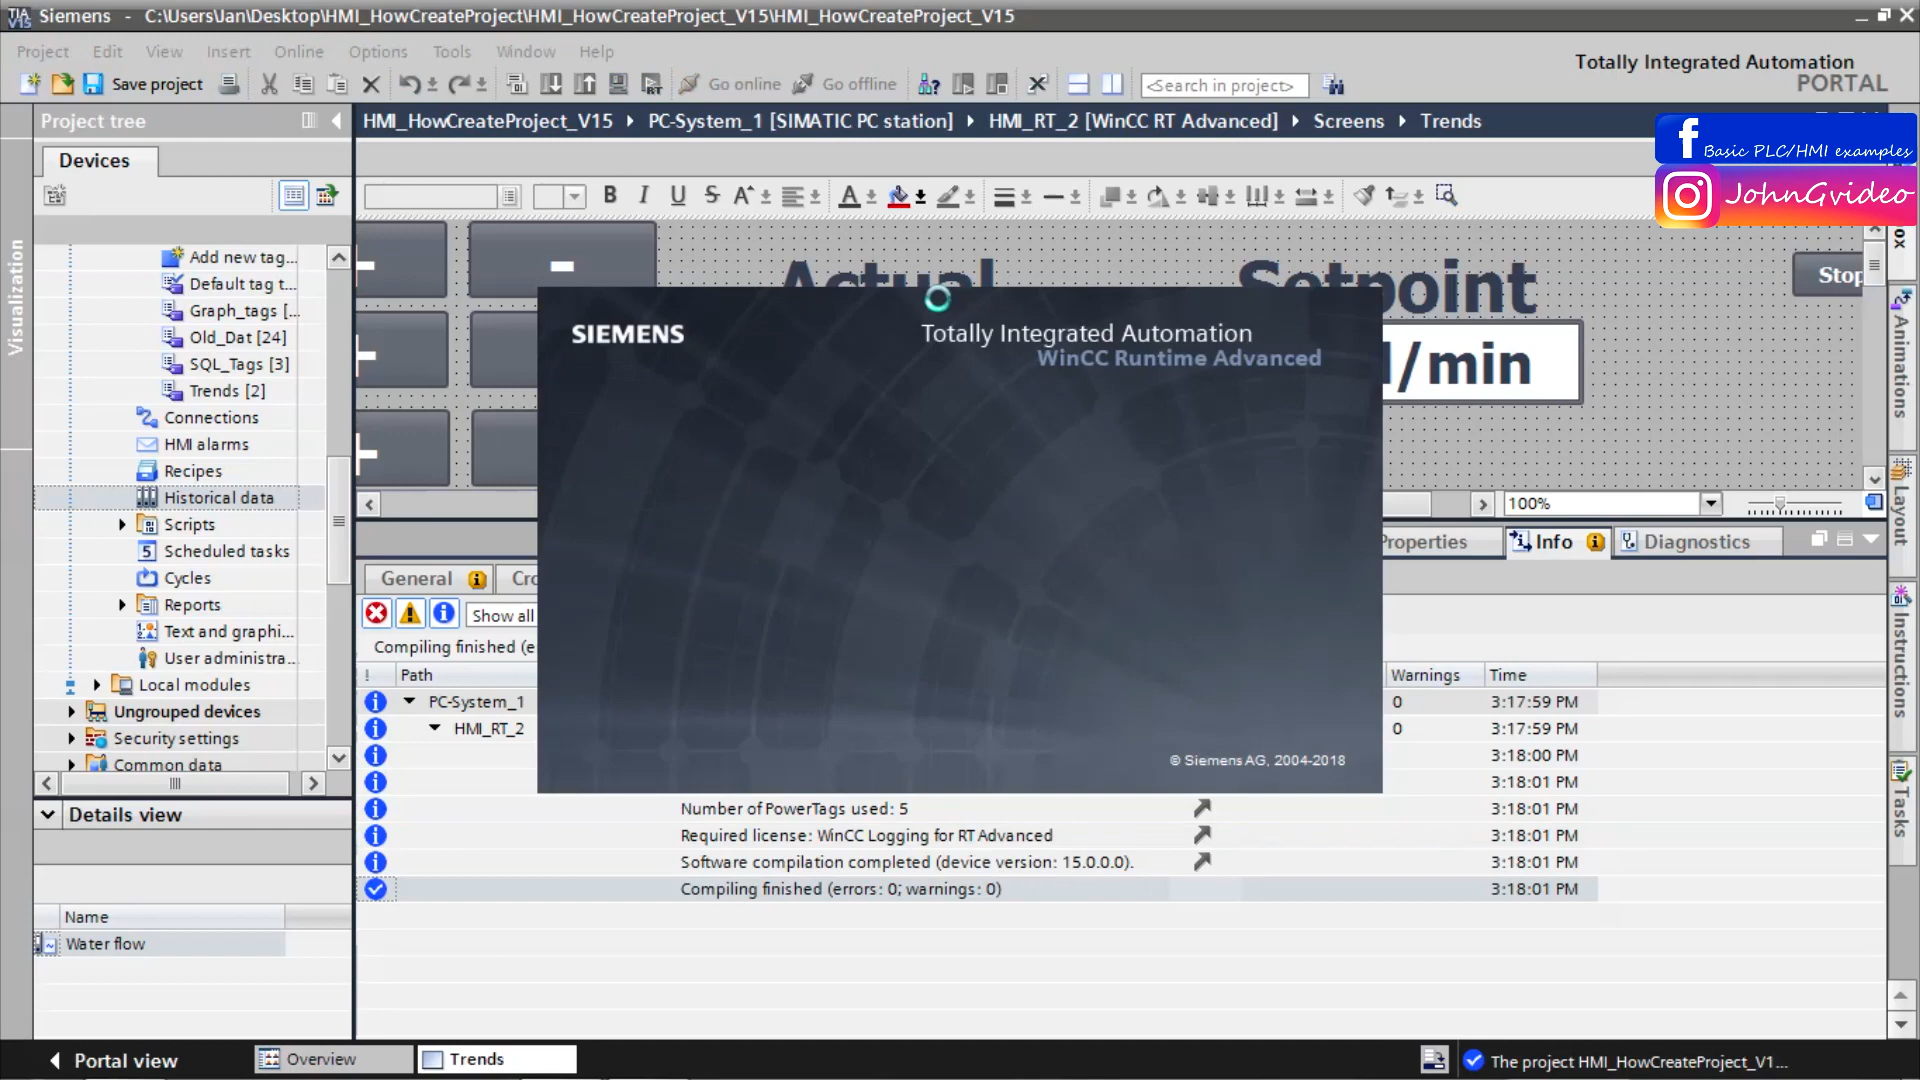 Siemens - C:\Users\Jan\Desktop\HMI_HowCreateProject\HMI_HowCreateProject_V15\HMI_HowCreateProject_V15
Project Edit View Insert Online Options Tools Window Help
Totally Integrated Automation
PORTAL
Save project
Go online
Go offline
<Search in project>
Project tree
HMI_HowCreateProject_V15 PC-System_1 [SIMATIC PC station] HMI_RT_2 [WinCC RT Advanced] Screens Trends
Basic PLC/HMI examples
JohnGvideo
Devices
B I U S A A
Visualization
Add new tag...
Default tag t...
Graph_tags [...
Old_Dat [24]
SQL_Tags [3]
Trends [2]
Connections
HMI alarms
Recipes
Historical data
Scripts
Scheduled tasks
Cycles
Reports
Text and graphi...
User administra...
Local modules
Ungrouped devices
Security settings
Common data
Actual
Setpoint
Stop
l/min
SIEMENS
Totally Integrated Automation
WinCC Runtime Advanced
© Siemens AG, 2004-2018
100%
Animations
Layout
Instructions
Tasks
Properties
Info
Diagnostics
General
Cro
Show all
Compiling finished (e
! Path Warnings Time
PC-System_1 0 3:17:59 PM
HMI_RT_2 0 3:17:59 PM
3:18:00 PM
3:18:01 PM
Number of PowerTags used: 5 3:18:01 PM
Required license: WinCC Logging for RT Advanced 3:18:01 PM
Software compilation completed (device version: 15.0.0.0). 3:18:01 PM
Compiling finished (errors: 0; warnings: 0) 3:18:01 PM
Details view
Name
Water flow
Portal view
Overview
Trends
The project HMI_HowCreateProject_V1...